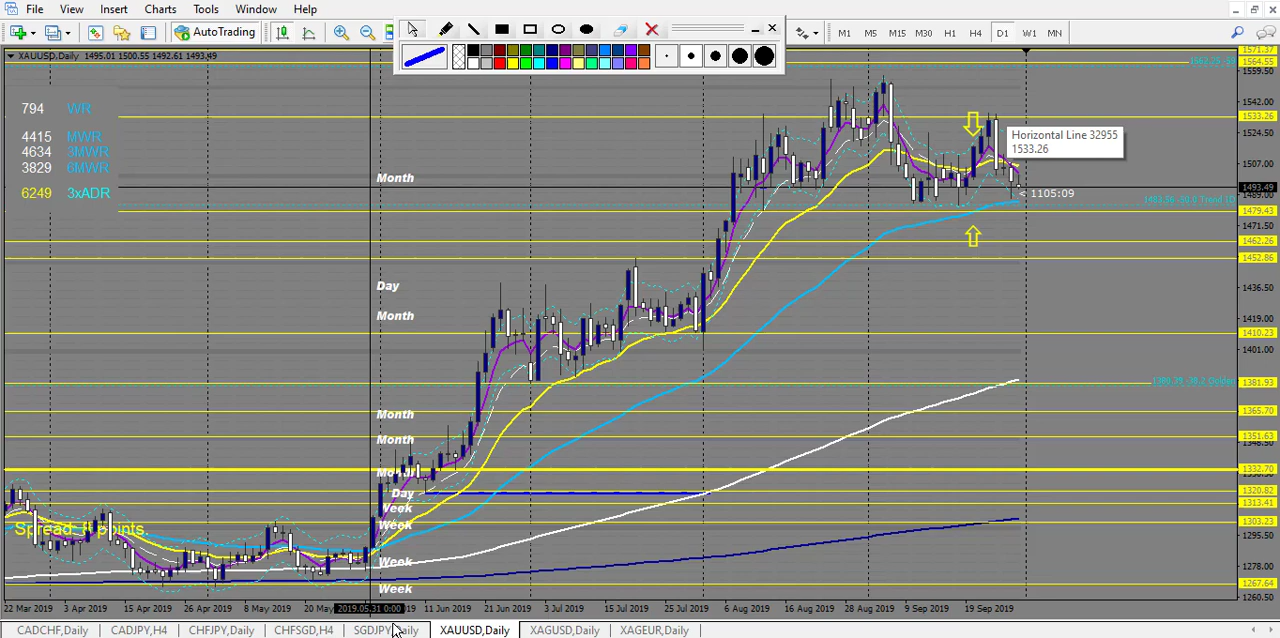 File View Insert Charts Tools Window Help
AutoTrading
M1 M5 M15 M30 H1 H4 D1 W1 MN
XAUUSD,Daily 1495.01 1500.55 1492.61 1493.49
794 WR
4415 MWR
4634 3MWR
3829 6MWR
6249 3xADR
Month
Day
Month
Month
Month
Month
Day
Week
Week
Week
Week
Horizontal Line 32955
1533.26
< 1105:09
1571.37
1564.55
1559.50
1542.00
1533.26
1524.50
1507.00
1493.49
1479.43
1471.50
1462.26
1452.86
1436.50
1419.00
1410.23
1401.00
1381.93
1365.70
1351.63
1332.70
1320.82
1313.41
1303.23
1295.50
1278.00
1267.64
1260.50
22 Mar 2019 3 Apr 2019 15 Apr 2019 26 Apr 2019 8 May 2019 20 May 2019.05.31 0:00 19 11 Jun 2019 21 Jun 2019 3 Jul 2019 15 Jul 2019 25 Jul 2019 6 Aug 2019 16 Aug 2019 28 Aug 2019 9 Sep 2019 19 Sep 2019
CADCHF,Daily CADJPY,H4 CHFJPY,Daily CHFSGD,H4 SGDJPY,Daily XAUUSD,Daily XAGUSD,Daily XAGEUR,Daily